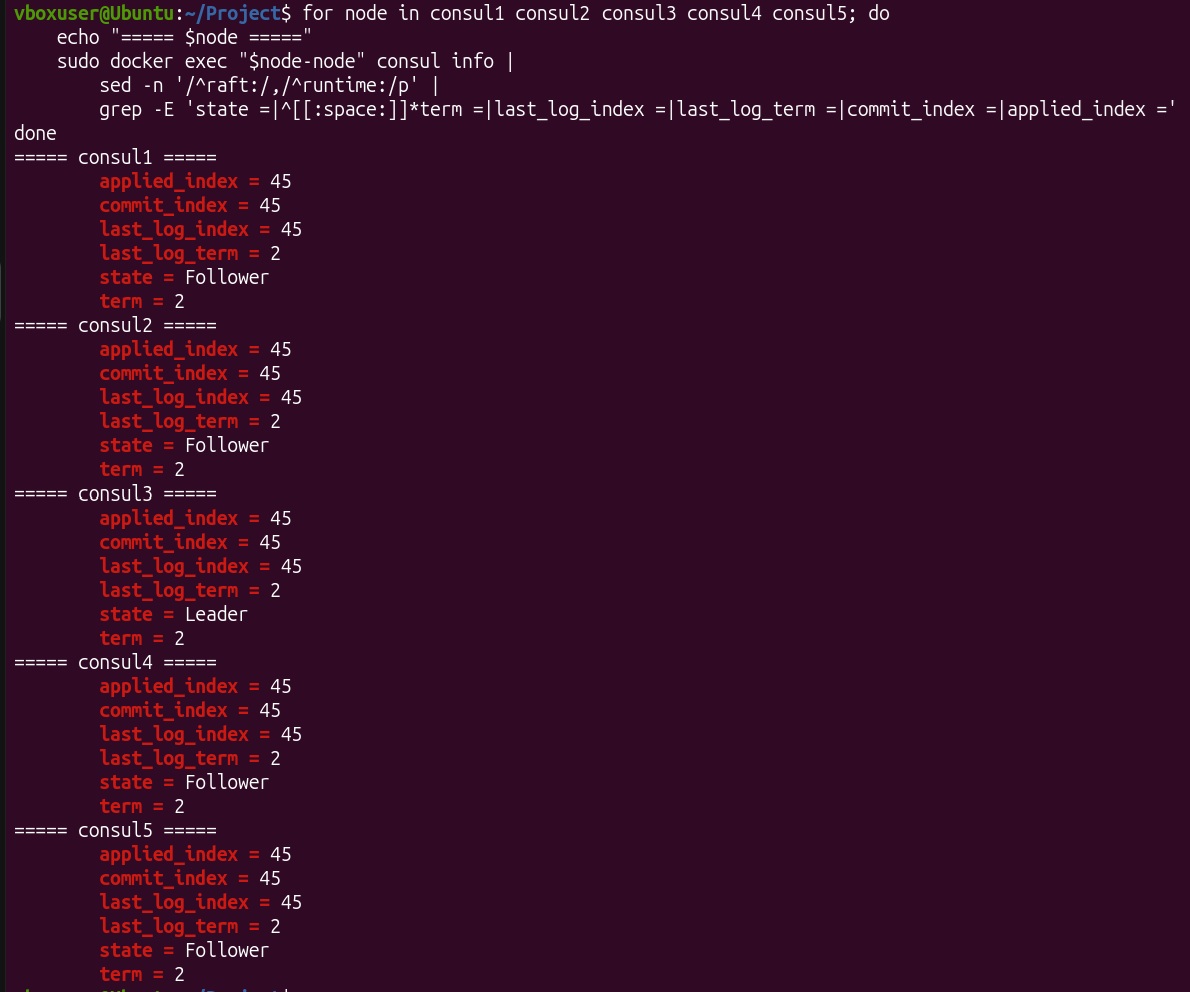 vboxuser@Ubuntu:~/Project$ for node in consul1 consul2 consul3 consul4 consul5; do
    echo "===== $node ====="
    sudo docker exec "$node-node" consul info |
        sed -n '/^raft:/,/^runtime:/p' |
        grep -E 'state =|^[[:space:]]*term =|last_log_index =|last_log_term =|commit_index =|applied_index ='
done
===== consul1 =====
        applied_index = 45
        commit_index = 45
        last_log_index = 45
        last_log_term = 2
        state = Follower
        term = 2
===== consul2 =====
        applied_index = 45
        commit_index = 45
        last_log_index = 45
        last_log_term = 2
        state = Follower
        term = 2
===== consul3 =====
        applied_index = 45
        commit_index = 45
        last_log_index = 45
        last_log_term = 2
        state = Leader
        term = 2
===== consul4 =====
        applied_index = 45
        commit_index = 45
        last_log_index = 45
        last_log_term = 2
        state = Follower
        term = 2
===== consul5 =====
        applied_index = 45
        commit_index = 45
        last_log_index = 45
        last_log_term = 2
        state = Follower
        term = 2